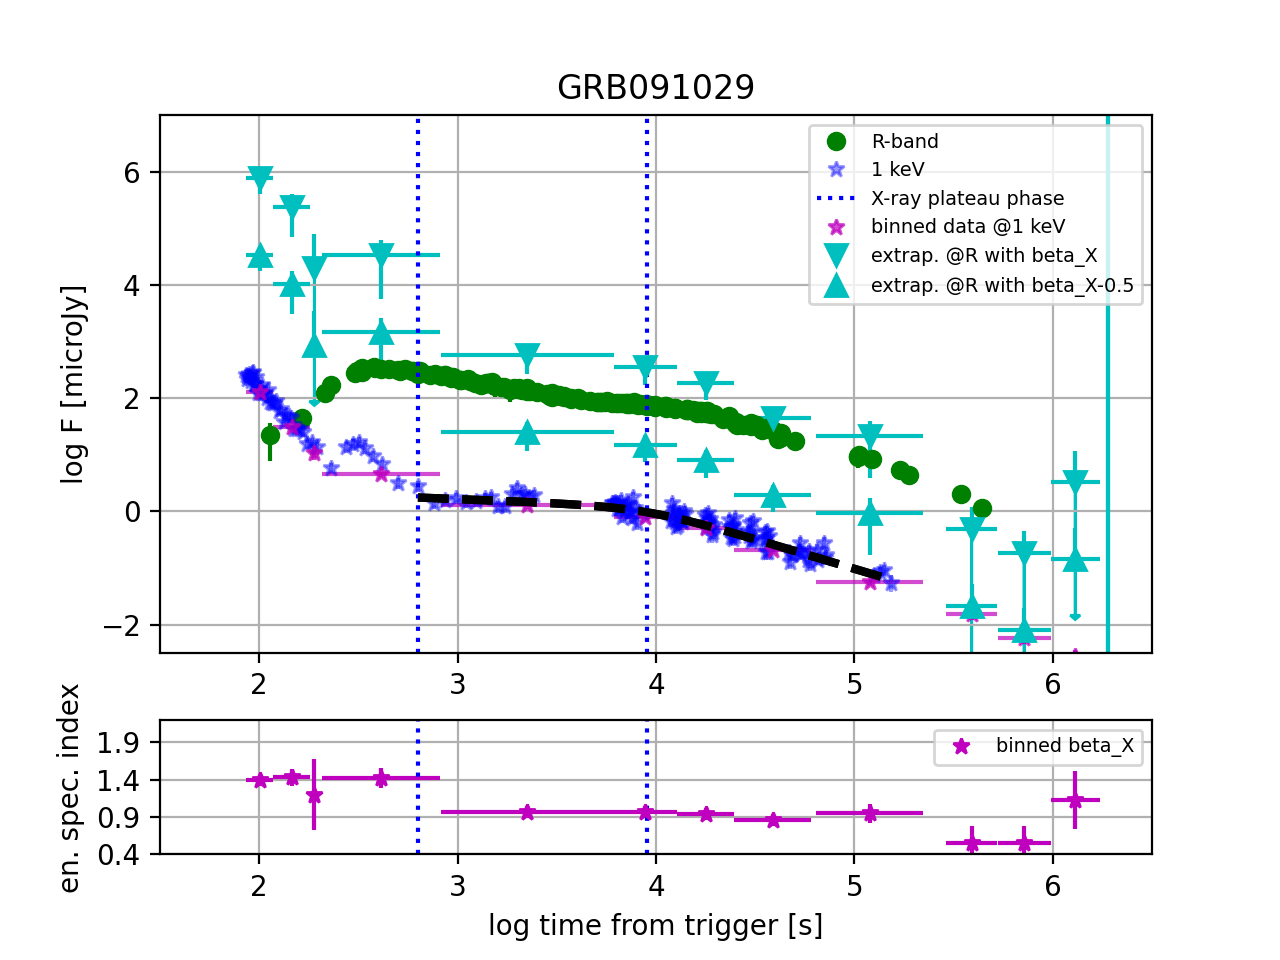 GRB091029
R-band
1 keV
X-ray plateau phase
binned data @1 keV
extrap. @R with beta_X
extrap. @R with beta_X-0.5
log F [microJy]
6
4
2
0
−2
2 3 4 5 6
en. spec. index
binned beta_X
1.9
1.4
0.9
0.4
2 3 4 5 6
log time from trigger [s]